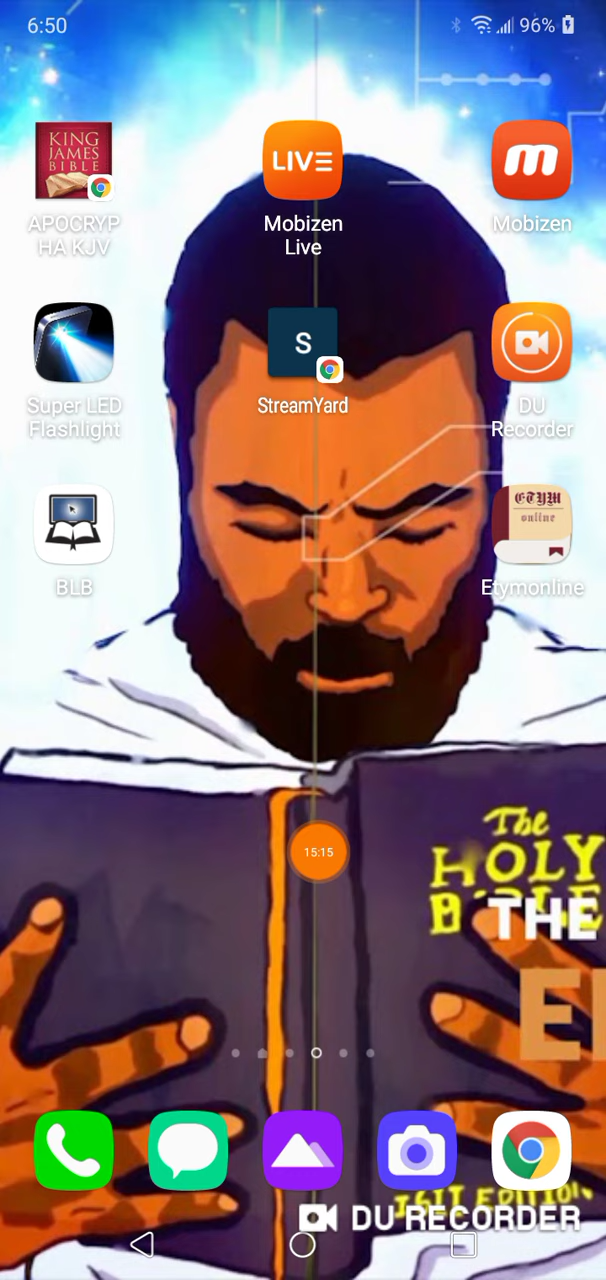 6:50
96%
KING
JAMES
BIBLE
APOCRYP
HA KJV
LIVE
Mobizen
Live
m
Mobizen
Super LED
Flashlight
S
StreamYard
DU
Recorder
BLB
ETYM
online
Etymonline
The
HOLY
BIBLE
THE
15:15
1611 EDITION
DU RECORDER